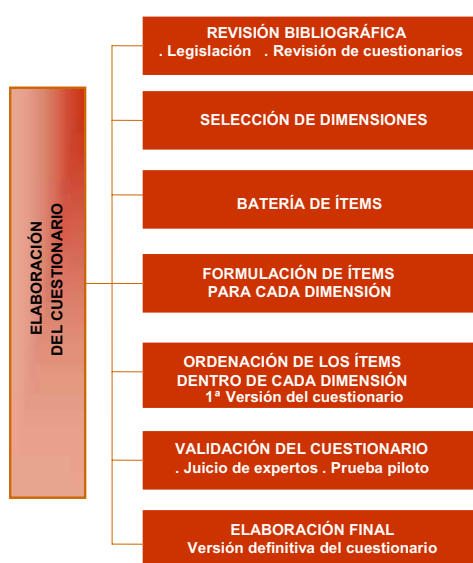 ELABORACIÓN
DEL CUESTIONARIO
REVISIÓN BIBLIOGRÁFICA
. Legislación . Revisión de cuestionarios
SELECCIÓN DE DIMENSIONES
BATERÍA DE ÍTEMS
FORMULACIÓN DE ÍTEMS
PARA CADA DIMENSIÓN
ORDENACIÓN DE LOS ÍTEMS
DENTRO DE CADA DIMENSIÓN
1ª Versión del cuestionario
VALIDACIÓN DEL CUESTIONARIO
. Juicio de expertos . Prueba piloto
ELABORACIÓN FINAL
Versión definitiva del cuestionario